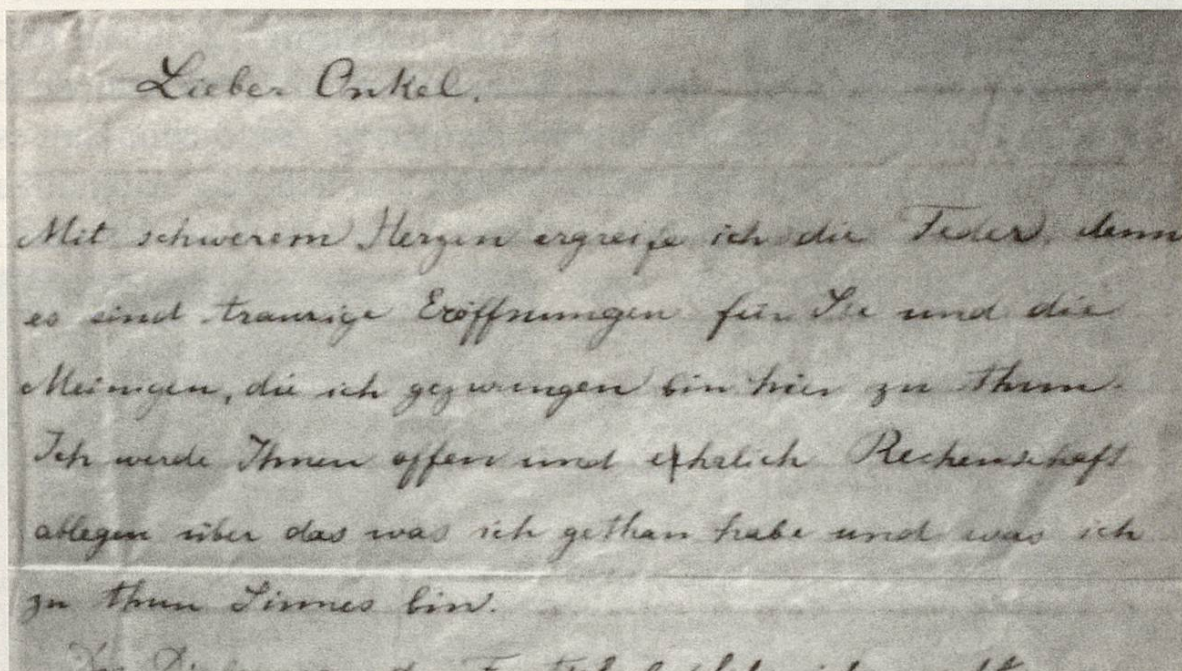 Lieber Onkel.
Mit schwerem Herzen ergreife ich die Feder, denn
es sind traurige Eröffnungen für Sie und die
Meinigen, die ich gezwungen bin hier zu thun.
Ich werde Ihnen offen und ehrlich Rechenschaft
ablegen über das was ich gethan habe und was ich
zu thun Sinnes bin.